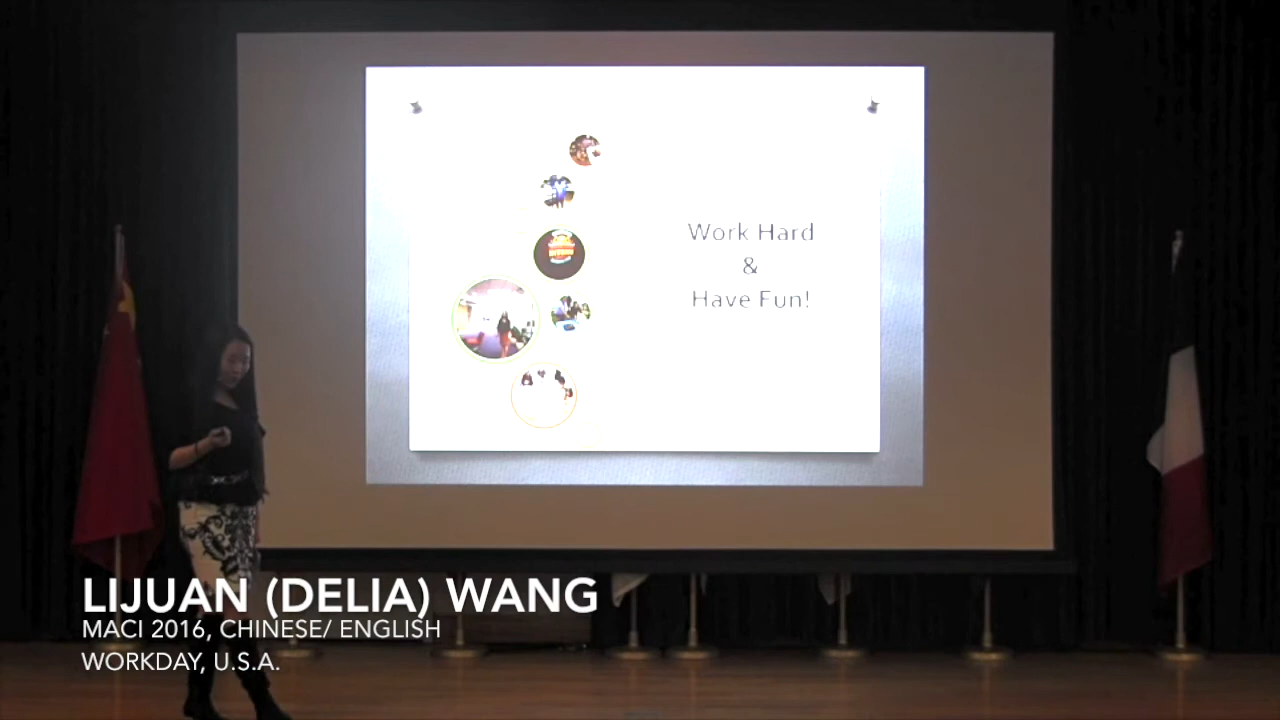 Work Hard
&
Have Fun!
LIJUAN (DELIA) WANG
MACI 2016, CHINESE/ ENGLISH
WORKDAY, U.S.A.